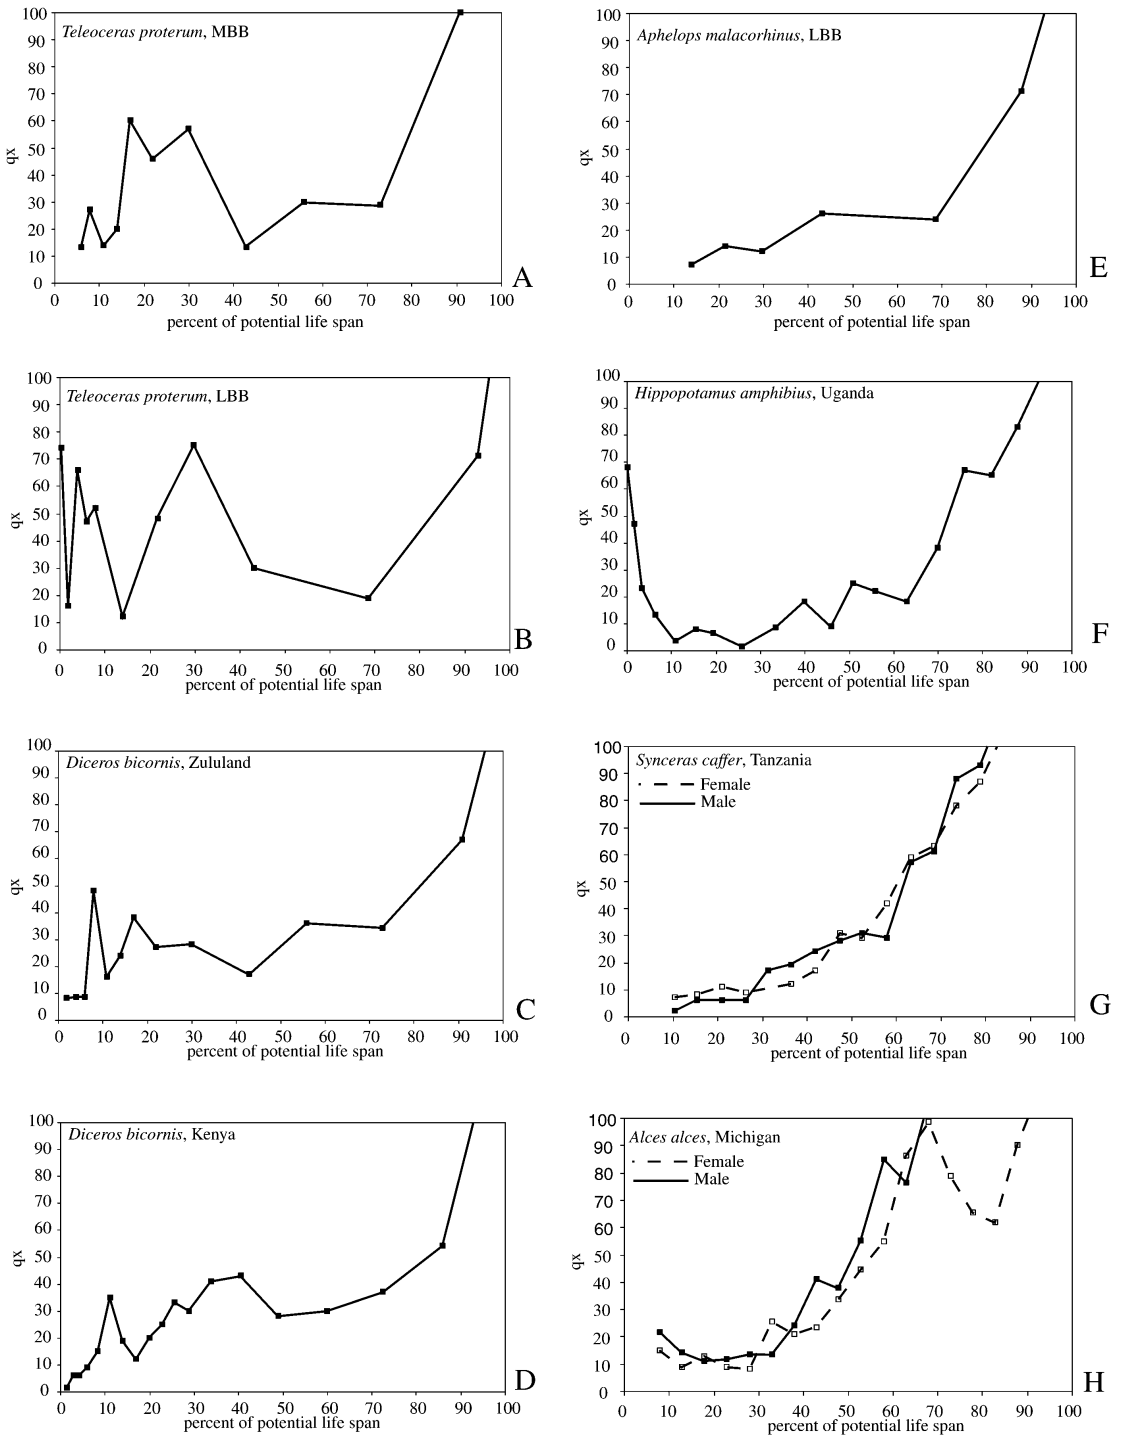 Teleoceras proterum, MBB
100
90
80
70
60
50
40
30
20
10
0
qx
0 10 20 30 40 50 60 70 80 90 100
percent of potential life span
A
Aphelops malacorhinus, LBB
100
90
80
70
60
50
40
30
20
10
0
qx
0 10 20 30 40 50 60 70 80 90 100
percent of potential life span
E
Teleoceras proterum, LBB
100
90
80
70
60
50
40
30
20
10
0
qx
0 10 20 30 40 50 60 70 80 90 100
percent of potential life span
B
Hippopotamus amphibius, Uganda
100
90
80
70
60
50
40
30
20
10
0
qx
0 10 20 30 40 50 60 70 80 90 100
percent of potential life span
F
Diceros bicornis, Zululand
100
90
80
70
60
50
40
30
20
10
0
qx
0 10 20 30 40 50 60 70 80 90 100
percent of potential life span
C
Synceras caffer, Tanzania
Female
Male
100
90
80
70
60
50
40
30
20
10
0
qx
0 10 20 30 40 50 60 70 80 90 100
percent of potential life span
G
Diceros bicornis, Kenya
100
90
80
70
60
50
40
30
20
10
0
qx
0 10 20 30 40 50 60 70 80 90 100
percent of potential life span
D
Alces alces, Michigan
Female
Male
100
90
80
70
60
50
40
30
20
10
0
qx
0 10 20 30 40 50 60 70 80 90 100
percent of potential life span
H